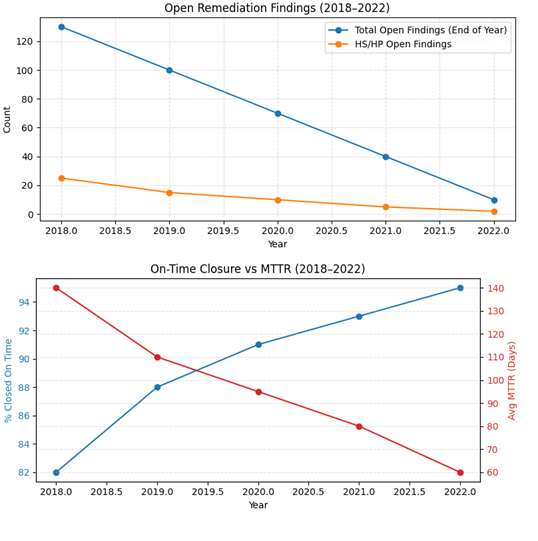 Open Remediation Findings (2018–2022)
Total Open Findings (End of Year)
HS/HP Open Findings
Count
120
100
80
60
40
20
0
2018.0 2018.5 2019.0 2019.5 2020.0 2020.5 2021.0 2021.5 2022.0
Year
On-Time Closure vs MTTR (2018–2022)
% Closed On Time
94
92
90
88
86
84
82
140
130
120
110
100
90
80
70
60
Avg MTTR (Days)
2018.0 2018.5 2019.0 2019.5 2020.0 2020.5 2021.0 2021.5 2022.0
Year